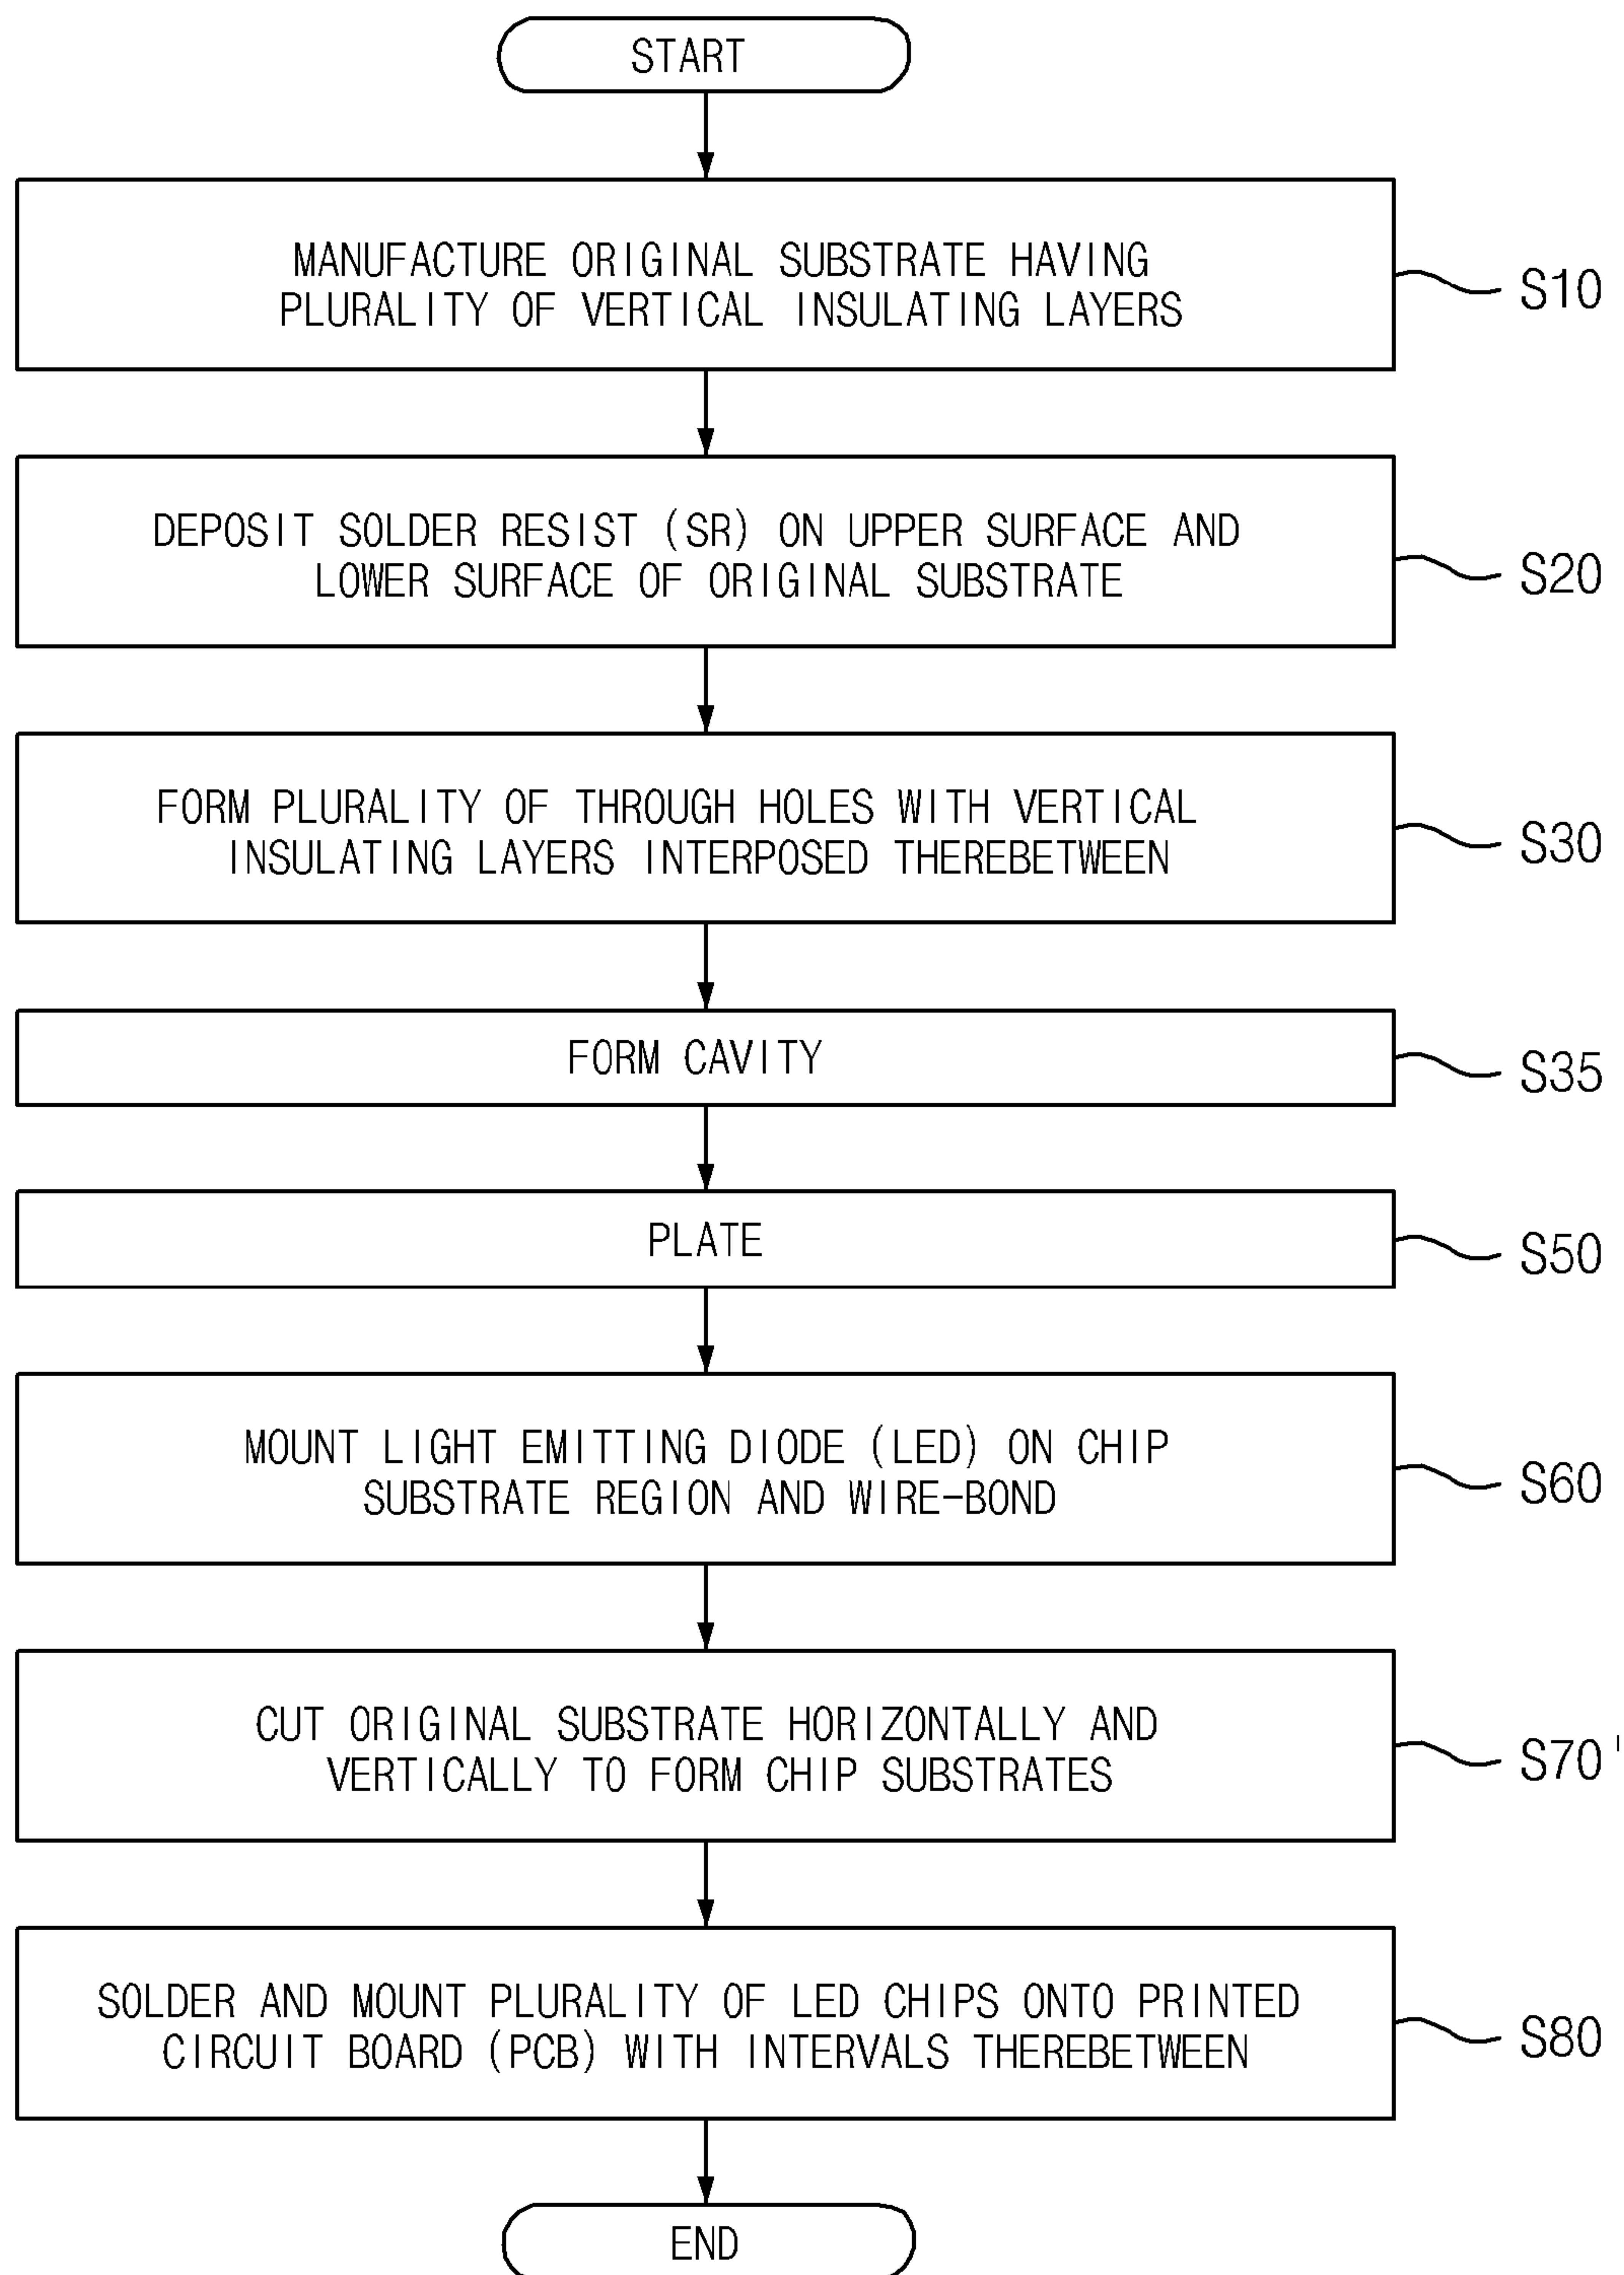 START
MANUFACTURE ORIGINAL SUBSTRATE HAVING
PLURALITY OF VERTICAL INSULATING LAYERS
S10
DEPOSIT SOLDER RESIST (SR) ON UPPER SURFACE AND
LOWER SURFACE OF ORIGINAL SUBSTRATE
S20
FORM PLURALITY OF THROUGH HOLES WITH VERTICAL
INSULATING LAYERS INTERPOSED THEREBETWEEN
S30
FORM CAVITY
S35
PLATE
S50
MOUNT LIGHT EMITTING DIODE (LED) ON CHIP
SUBSTRATE REGION AND WIRE-BOND
S60
CUT ORIGINAL SUBSTRATE HORIZONTALLY AND
VERTICALLY TO FORM CHIP SUBSTRATES
S70'
SOLDER AND MOUNT PLURALITY OF LED CHIPS ONTO PRINTED
CIRCUIT BOARD (PCB) WITH INTERVALS THEREBETWEEN
S80
END